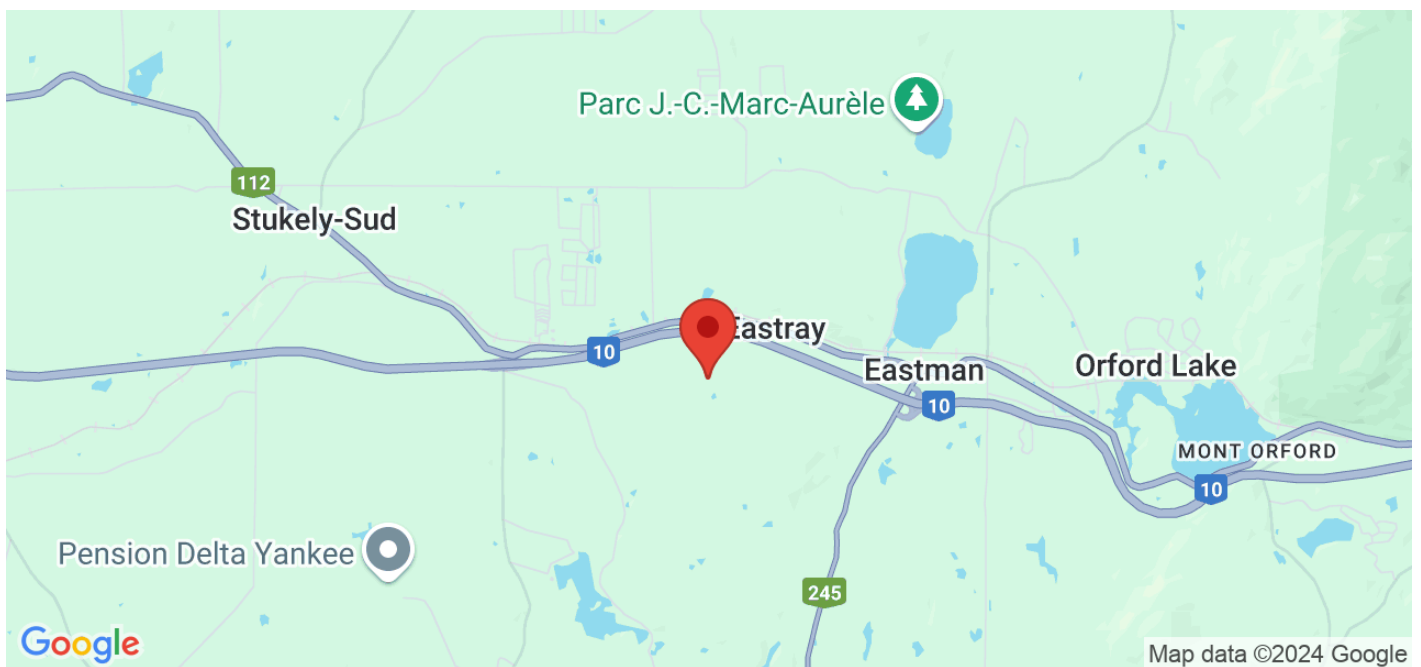 Parc J.-C.-Marc-Aurèle
112
Stukely-Sud
Eastray
10
Eastman
Orford Lake
10
MONT ORFORD
10
Pension Delta Yankee
245
Google
Map data ©2024 Google